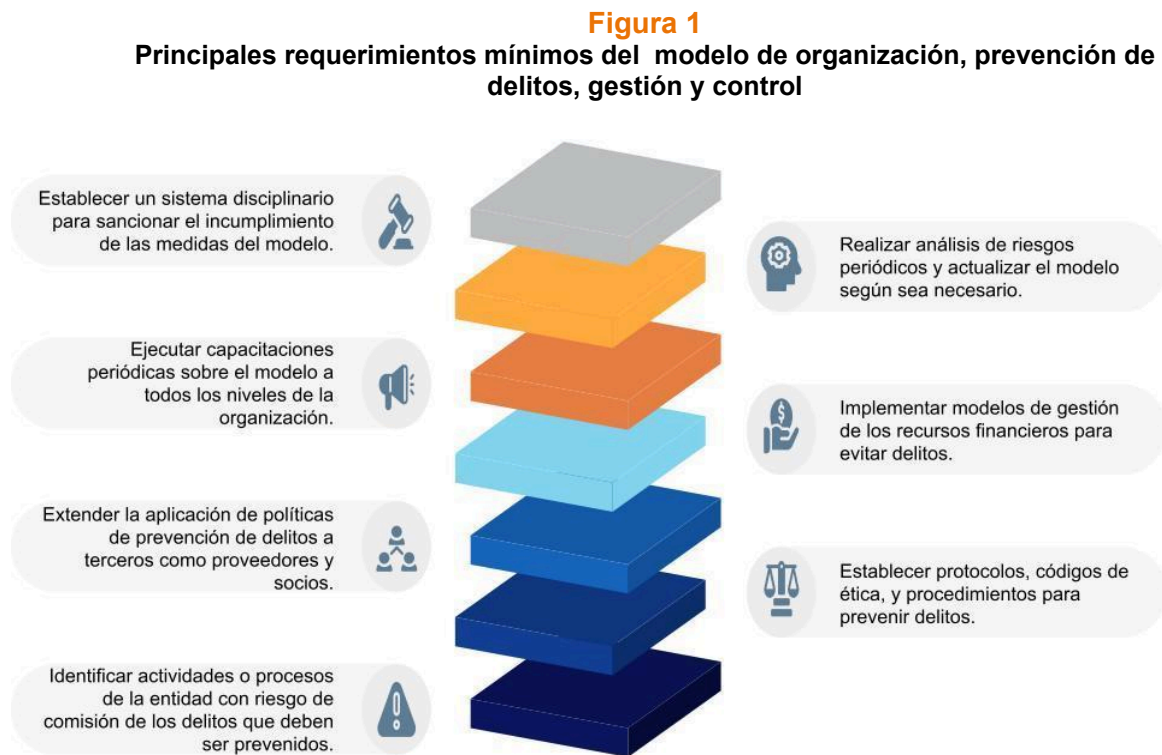 Figura 1
Principales requerimientos mínimos del modelo de organización, prevención de
delitos, gestión y control
Establecer un sistema disciplinario
para sancionar el incumplimiento
de las medidas del modelo.
Realizar análisis de riesgos
periódicos y actualizar el modelo
según sea necesario.
Ejecutar capacitaciones
periódicas sobre el modelo a
todos los niveles de la
organización.
Implementar modelos de gestión
de los recursos financieros para
evitar delitos.
Extender la aplicación de políticas
de prevención de delitos a
terceros como proveedores y
socios.
Establecer protocolos, códigos de
ética, y procedimientos para
prevenir delitos.
Identificar actividades o procesos
de la entidad con riesgo de
comisión de los delitos que deben
ser prevenidos.